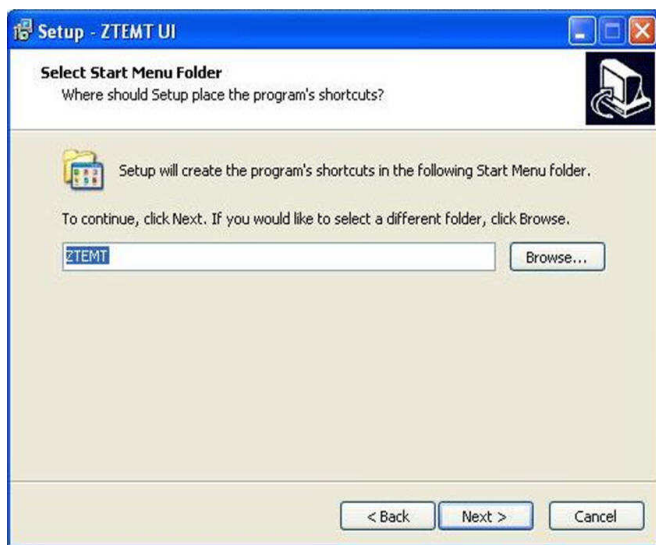 Setup - ZTEMT UI
Select Start Menu Folder
Where should Setup place the program's shortcuts?
Setup will create the program's shortcuts in the following Start Menu folder.
To continue, click Next. If you would like to select a different folder, click Browse.
ZTEMT
Browse...
< Back
Next >
Cancel